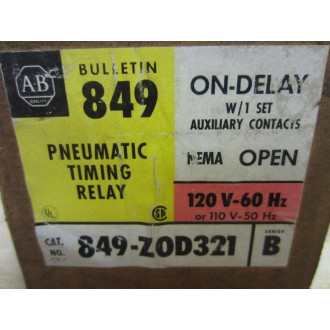 AB
QUALITY
BULLETIN
849
PNEUMATIC
TIMING
RELAY
ON-DELAY
W/1 SET
AUXILIARY CONTACTS
NEMA OPEN
120 V-60 Hz
or 110 V-50 Hz
CAT.
NO.
849-ZOD321
SERIES
B